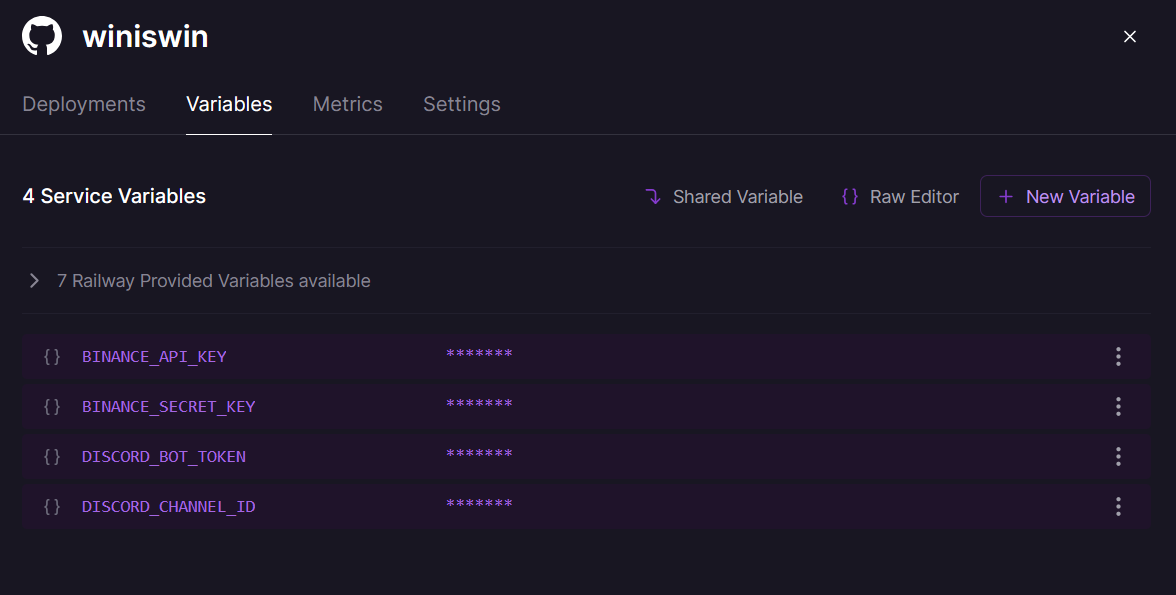 winiswin
Deployments Variables Metrics Settings
4 Service Variables Shared Variable {} Raw Editor + New Variable
7 Railway Provided Variables available
{} BINANCE_API_KEY *******
{} BINANCE_SECRET_KEY *******
{} DISCORD_BOT_TOKEN *******
{} DISCORD_CHANNEL_ID *******